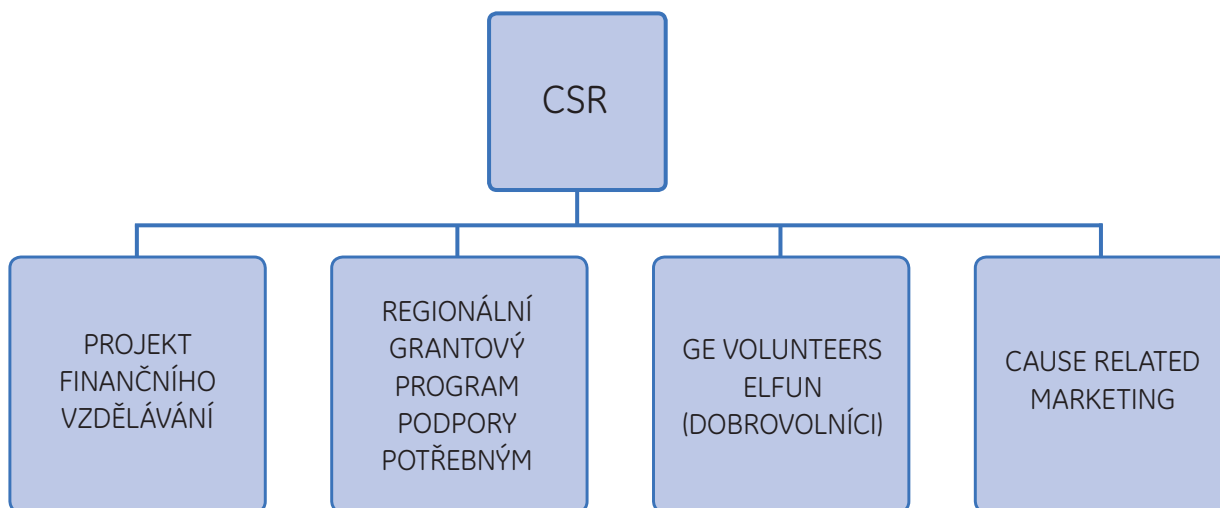 CSR
PROJEKT
FINANČNÍHO
VZDĚLÁVÁNÍ
REGIONÁLNÍ
GRANTOVÝ
PROGRAM
PODPORY
POTŘEBNÝM
GE VOLUNTEERS
ELFUN
(DOBROVOLNÍCI)
CAUSE RELATED
MARKETING